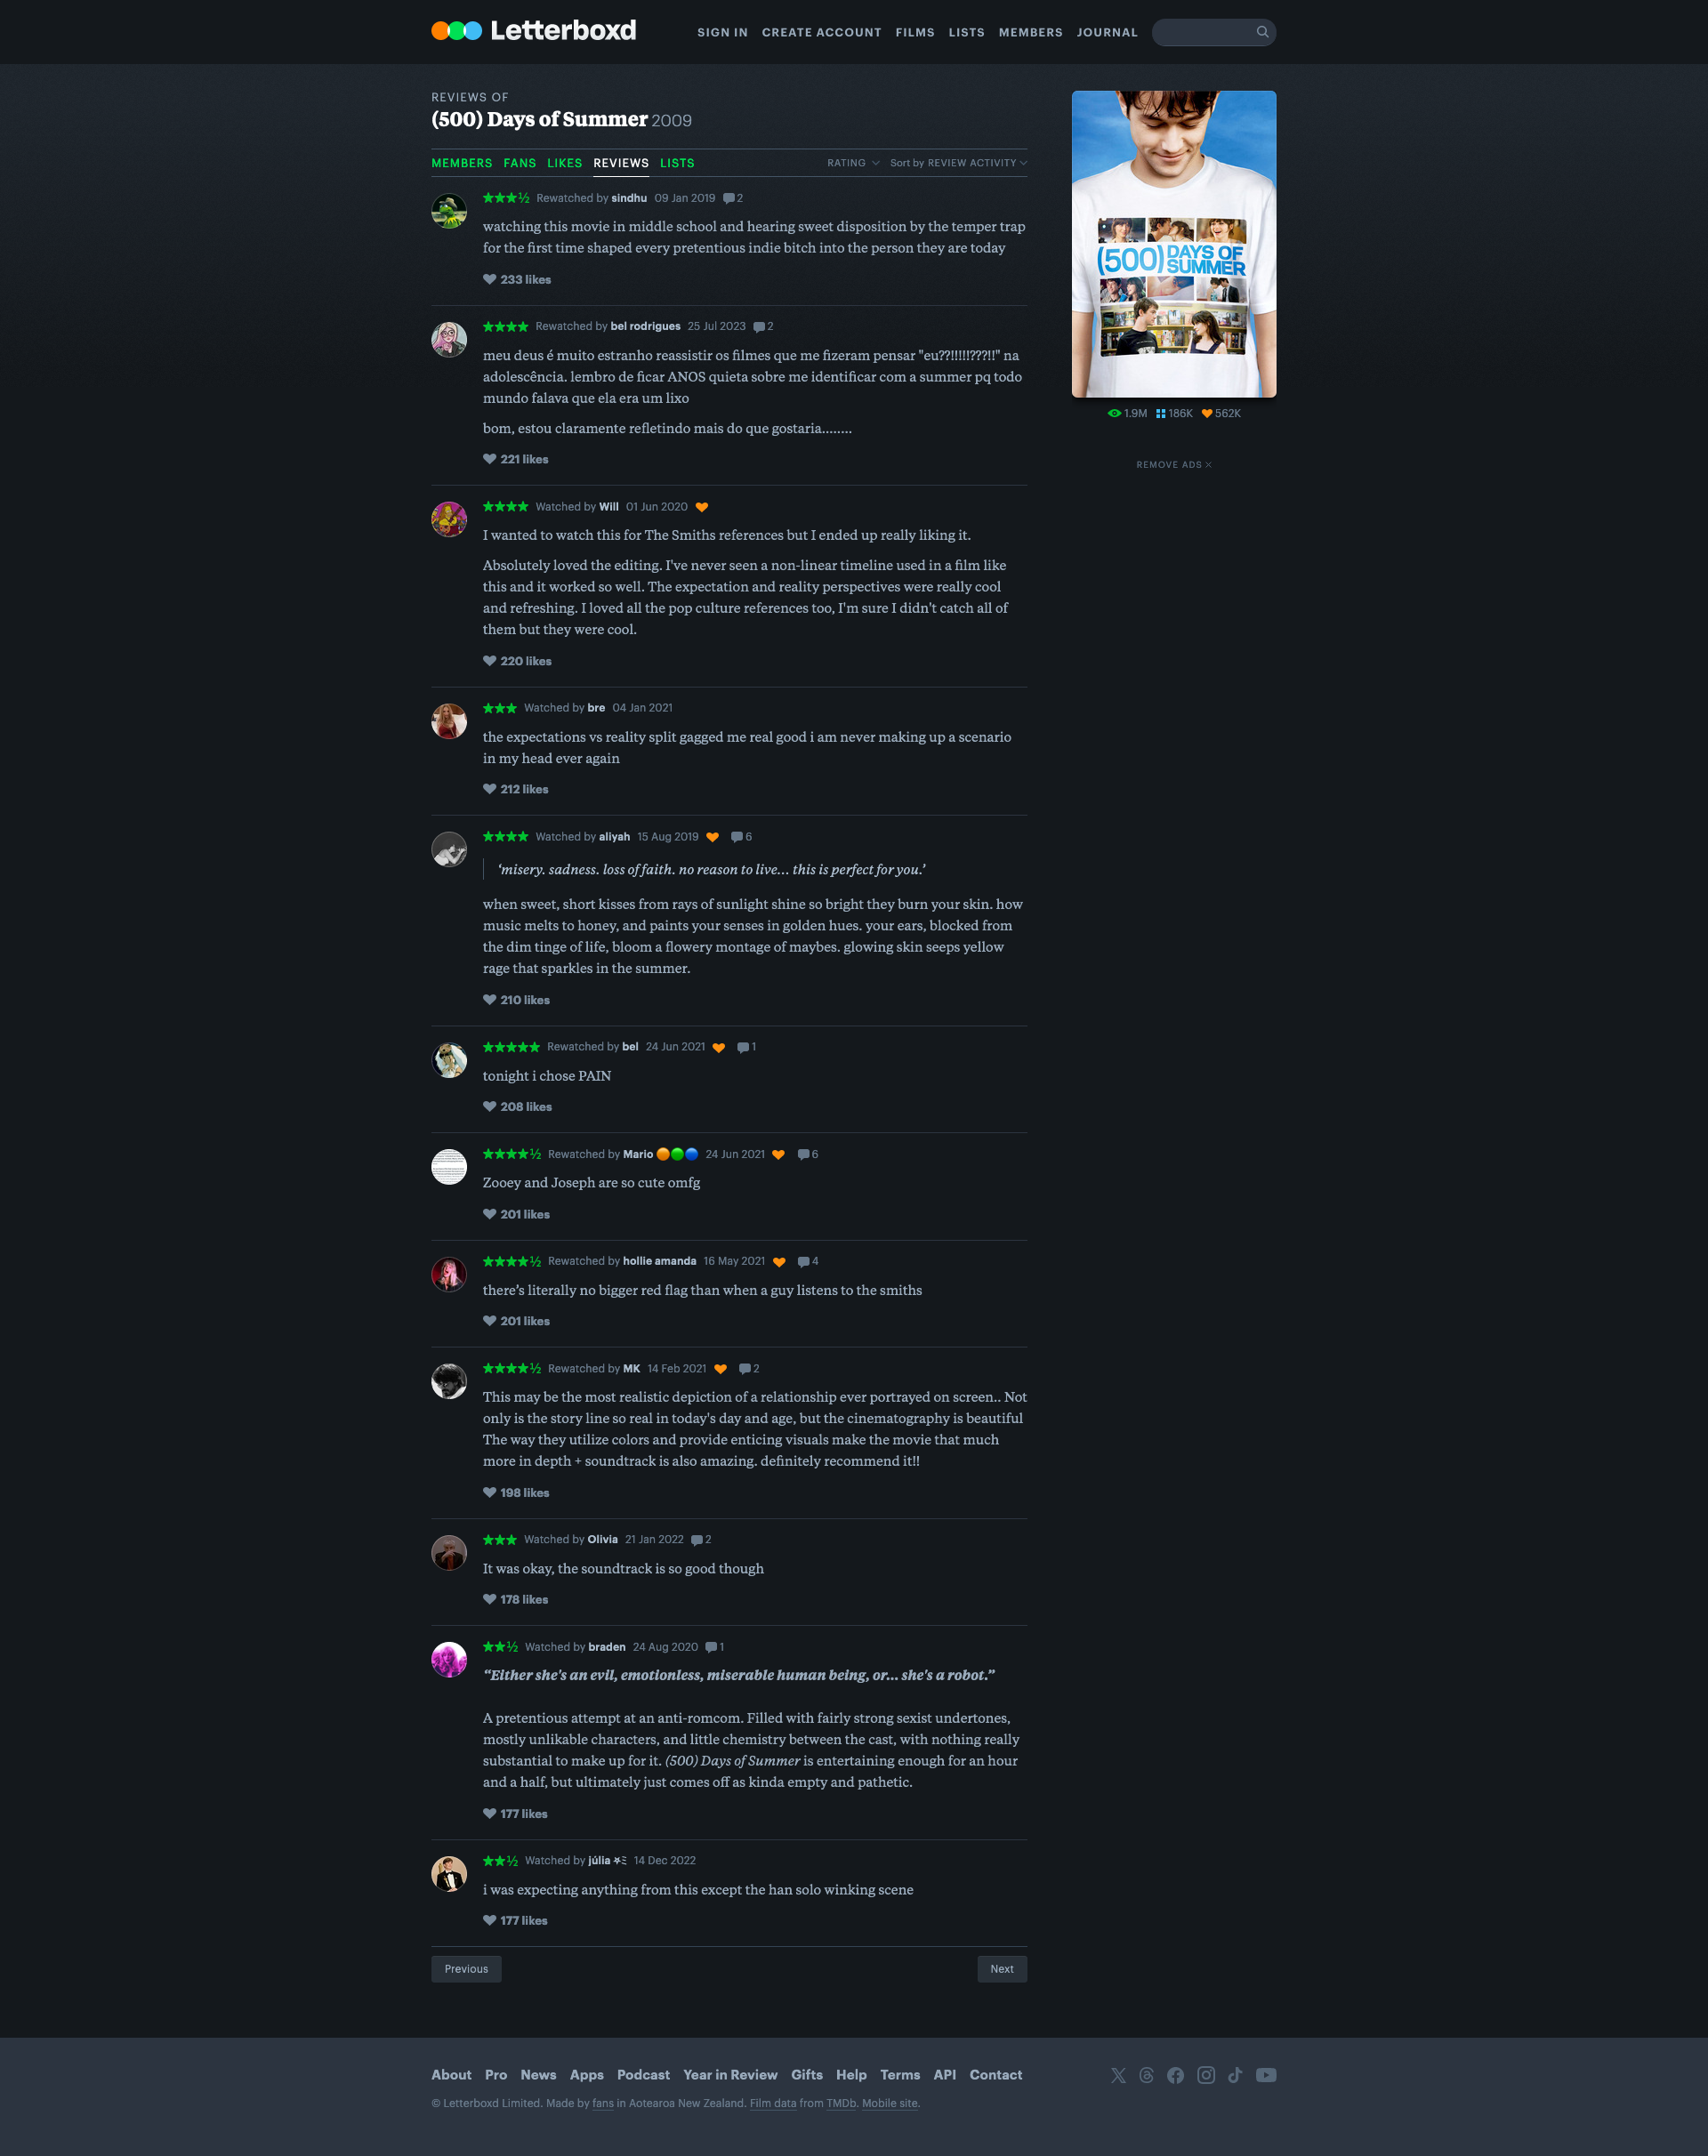 Letterboxd
SIGN IN CREATE ACCOUNT FILMS LISTS MEMBERS JOURNAL
REVIEWS OF
(500) Days of Summer 2009
MEMBERS FANS LIKES REVIEWS LISTS RATING Sort by REVIEW ACTIVITY
★★★½ Rewatched by sindhu 09 Jan 2019 2
watching this movie in middle school and hearing sweet disposition by the temper trap
for the first time shaped every pretentious indie bitch into the person they are today
233 likes
★★★★ Rewatched by bel rodrigues 25 Jul 2023 2
meu deus é muito estranho reassistir os filmes que me fizeram pensar "eu??!!!!!???!!" na
adolescência. lembro de ficar ANOS quieta sobre me identificar com a summer pq todo
mundo falava que ela era um lixo
bom, estou claramente refletindo mais do que gostaria........
221 likes
★★★★ Watched by Will 01 Jun 2020
I wanted to watch this for The Smiths references but I ended up really liking it.
Absolutely loved the editing. I've never seen a non-linear timeline used in a film like
this and it worked so well. The expectation and reality perspectives were really cool
and refreshing. I loved all the pop culture references too, I'm sure I didn't catch all of
them but they were cool.
220 likes
★★★ Watched by bre 04 Jan 2021
the expectations vs reality split gagged me real good i am never making up a scenario
in my head ever again
212 likes
★★★★ Watched by aliyah 15 Aug 2019 6
‘misery. sadness. loss of faith. no reason to live… this is perfect for you.’
when sweet, short kisses from rays of sunlight shine so bright they burn your skin. how
music melts to honey, and paints your senses in golden hues. your ears, blocked from
the dim tinge of life, bloom a flowery montage of maybes. glowing skin seeps yellow
rage that sparkles in the summer.
210 likes
★★★★★ Rewatched by bel 24 Jun 2021 1
tonight i chose PAIN
208 likes
★★★★½ Rewatched by Mario 🟠🟢🔵 24 Jun 2021 6
Zooey and Joseph are so cute omfg
201 likes
★★★★½ Rewatched by hollie amanda 16 May 2021 4
there’s literally no bigger red flag than when a guy listens to the smiths
201 likes
★★★★½ Rewatched by MK 14 Feb 2021 2
This may be the most realistic depiction of a relationship ever portrayed on screen.. Not
only is the story line so real in today's day and age, but the cinematography is beautiful
The way they utilize colors and provide enticing visuals make the movie that much
more in depth + soundtrack is also amazing. definitely recommend it!!
198 likes
★★★ Watched by Olivia 21 Jan 2022 2
It was okay, the soundtrack is so good though
178 likes
★★½ Watched by braden 24 Aug 2020 1
“Either she's an evil, emotionless, miserable human being, or… she's a robot.”
A pretentious attempt at an anti-romcom. Filled with fairly strong sexist undertones,
mostly unlikable characters, and little chemistry between the cast, with nothing really
substantial to make up for it. (500) Days of Summer is entertaining enough for an hour
and a half, but ultimately just comes off as kinda empty and pathetic.
177 likes
★★½ Watched by júlia ⛧ミ 14 Dec 2022
i was expecting anything from this except the han solo winking scene
177 likes
Previous Next
(500) DAYS OF
SUMMER
1.9M 186K 562K
REMOVE ADS
About Pro News Apps Podcast Year in Review Gifts Help Terms API Contact
© Letterboxd Limited. Made by fans in Aotearoa New Zealand. Film data from TMDb. Mobile site.